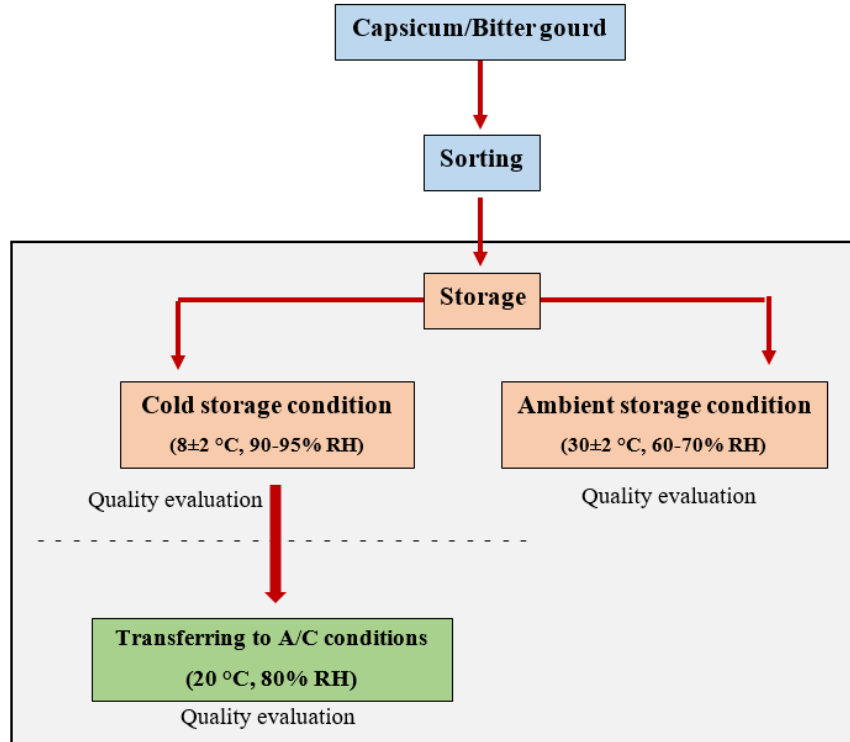 Capsicum/Bitter gourd
Sorting
Storage
Cold storage condition
(8±2 °C, 90-95% RH)
Ambient storage condition
(30±2 °C, 60-70% RH)
Quality evaluation
Quality evaluation
Transferring to A/C conditions
(20 °C, 80% RH)
Quality evaluation